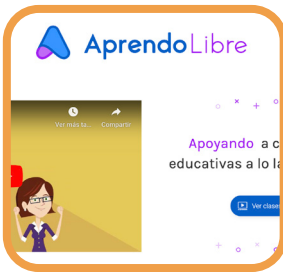 AprendoLibre
Ver más ta... Compartir
Apoyando a c
educativas a lo la
Ver clases